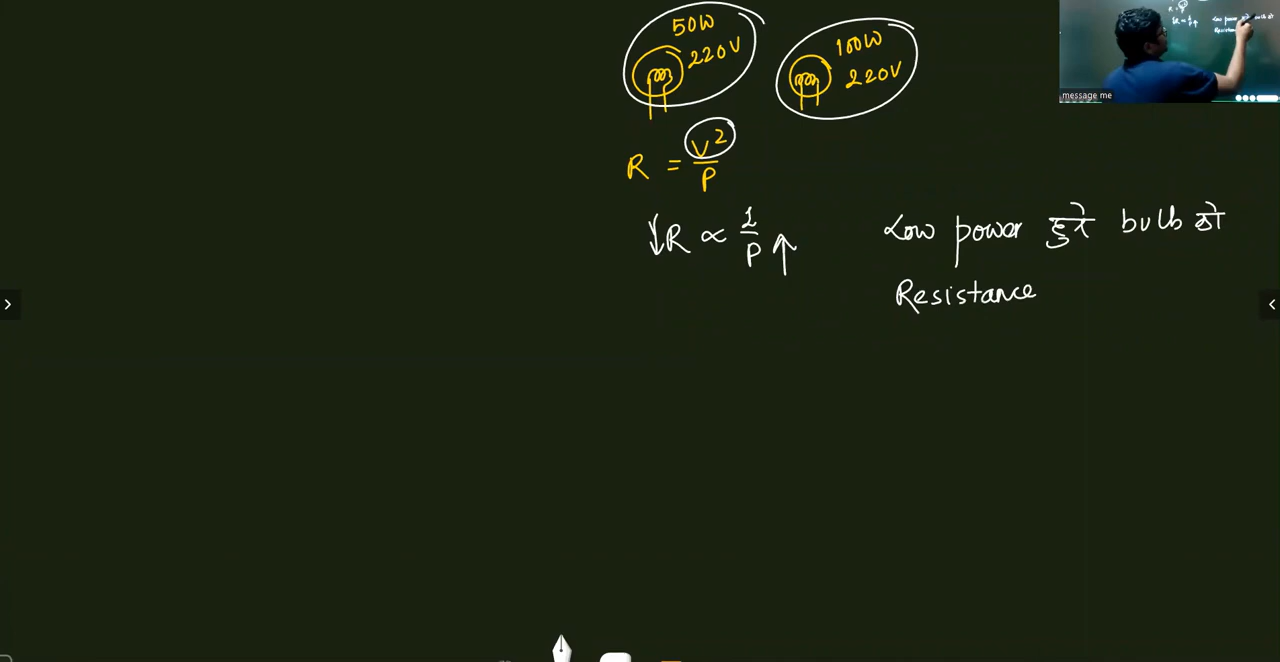 50W
220V
100W
220V
R = V²/P
↓R ∝ 1/P ↑
Low power हुने bulb को
Resistance
message me